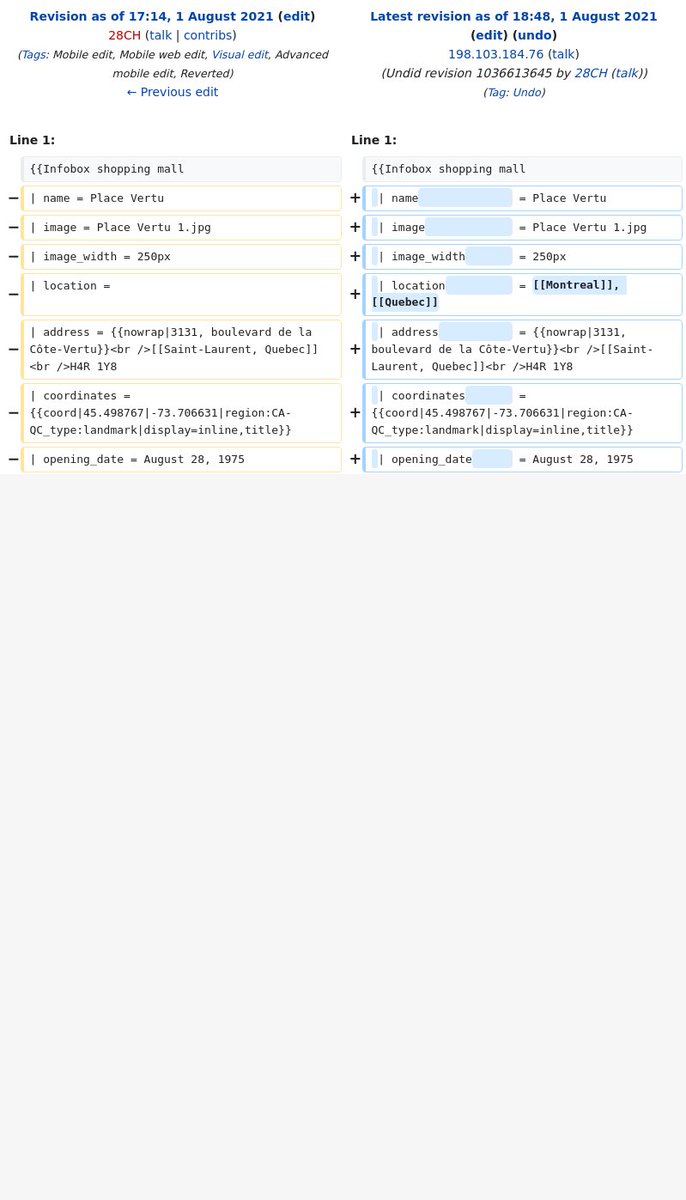 Revision as of 17:14, 1 August 2021 (edit)
28CH (talk | contribs)
(Tags: Mobile edit, Mobile web edit, Visual edit, Advanced
mobile edit, Reverted)
← Previous edit
Latest revision as of 18:48, 1 August 2021
(edit) (undo)
198.103.184.76 (talk)
(Undid revision 1036613645 by 28CH (talk))
(Tag: Undo)
Line 1:
Line 1:
{{Infobox shopping mall
{{Infobox shopping mall
− | name = Place Vertu
+ | name = Place Vertu
− | image = Place Vertu 1.jpg
+ | image = Place Vertu 1.jpg
− | image_width = 250px
+ | image_width = 250px
− | location =
+ | location = [[Montreal]],
[[Quebec]]
− | address = {{nowrap|3131, boulevard de la
Côte-Vertu}}<br />[[Saint-Laurent, Quebec]]
<br />H4R 1Y8
+ | address = {{nowrap|3131,
boulevard de la Côte-Vertu}}<br />[[Saint-
Laurent, Quebec]]<br />H4R 1Y8
− | coordinates =
{{coord|45.498767|-73.706631|region:CA-
QC_type:landmark|display=inline,title}}
+ | coordinates =
{{coord|45.498767|-73.706631|region:CA-
QC_type:landmark|display=inline,title}}
− | opening_date = August 28, 1975
+ | opening_date = August 28, 1975